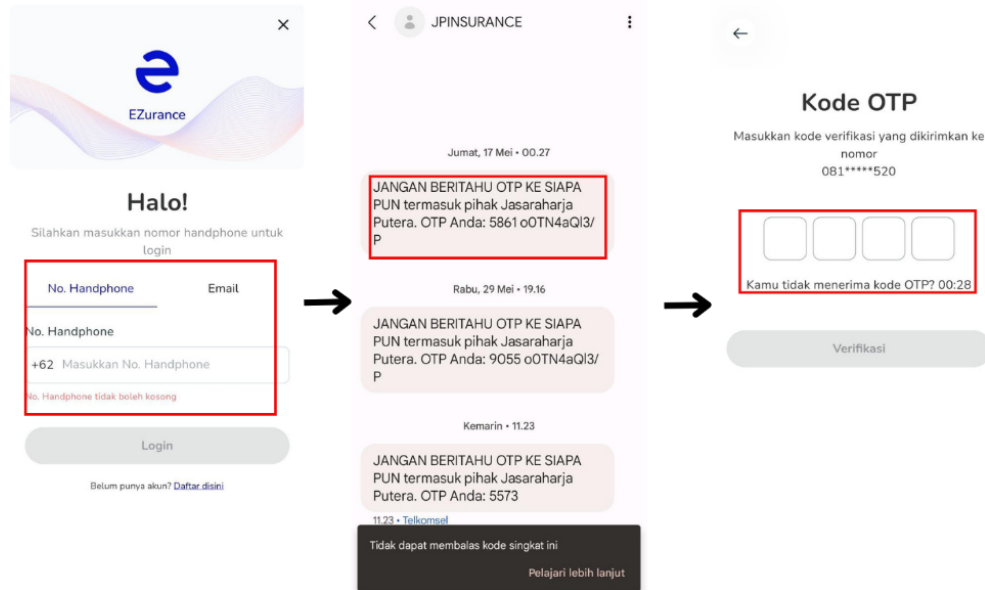 EZurance
Halo!
Silahkan masukkan nomor handphone untuk
login
No. Handphone
Email
No. Handphone
+62 Masukkan No. Handphone
No. Handphone tidak boleh kosong
Login
Belum punya akun? Daftar disini
JPINSURANCE
Jumat, 17 Mei • 00.27
JANGAN BERITAHU OTP KE SIAPA
PUN termasuk pihak Jasaraharja
Putera. OTP Anda: 5861 o0TN4aQl3/
P
Rabu, 29 Mei • 19.16
JANGAN BERITAHU OTP KE SIAPA
PUN termasuk pihak Jasaraharja
Putera. OTP Anda: 9055 o0TN4aQl3/
P
Kemarin • 11.23
JANGAN BERITAHU OTP KE SIAPA
PUN termasuk pihak Jasaraharja
Putera. OTP Anda: 5573
11.23 • Telkomsel
Tidak dapat membalas kode singkat ini
Pelajari lebih lanjut
Kode OTP
Masukkan kode verifikasi yang dikirimkan ke
nomor
081*****520
Kamu tidak menerima kode OTP? 00:28
Verifikasi